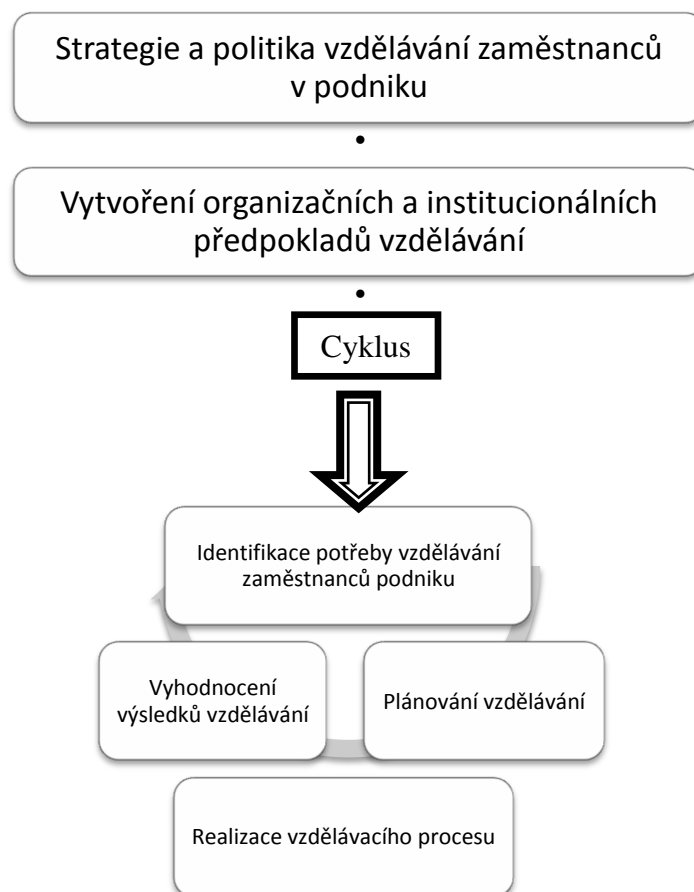 Strategie a politika vzdělávání zaměstnanců
v podniku
•
Vytvoření organizačních a institucionálních
předpokladů vzdělávání
•
Cyklus
Identifikace potřeby vzdělávání
zaměstnanců podniku
Vyhodnocení
výsledků vzdělávání
Plánování vzdělávání
Realizace vzdělávacího procesu